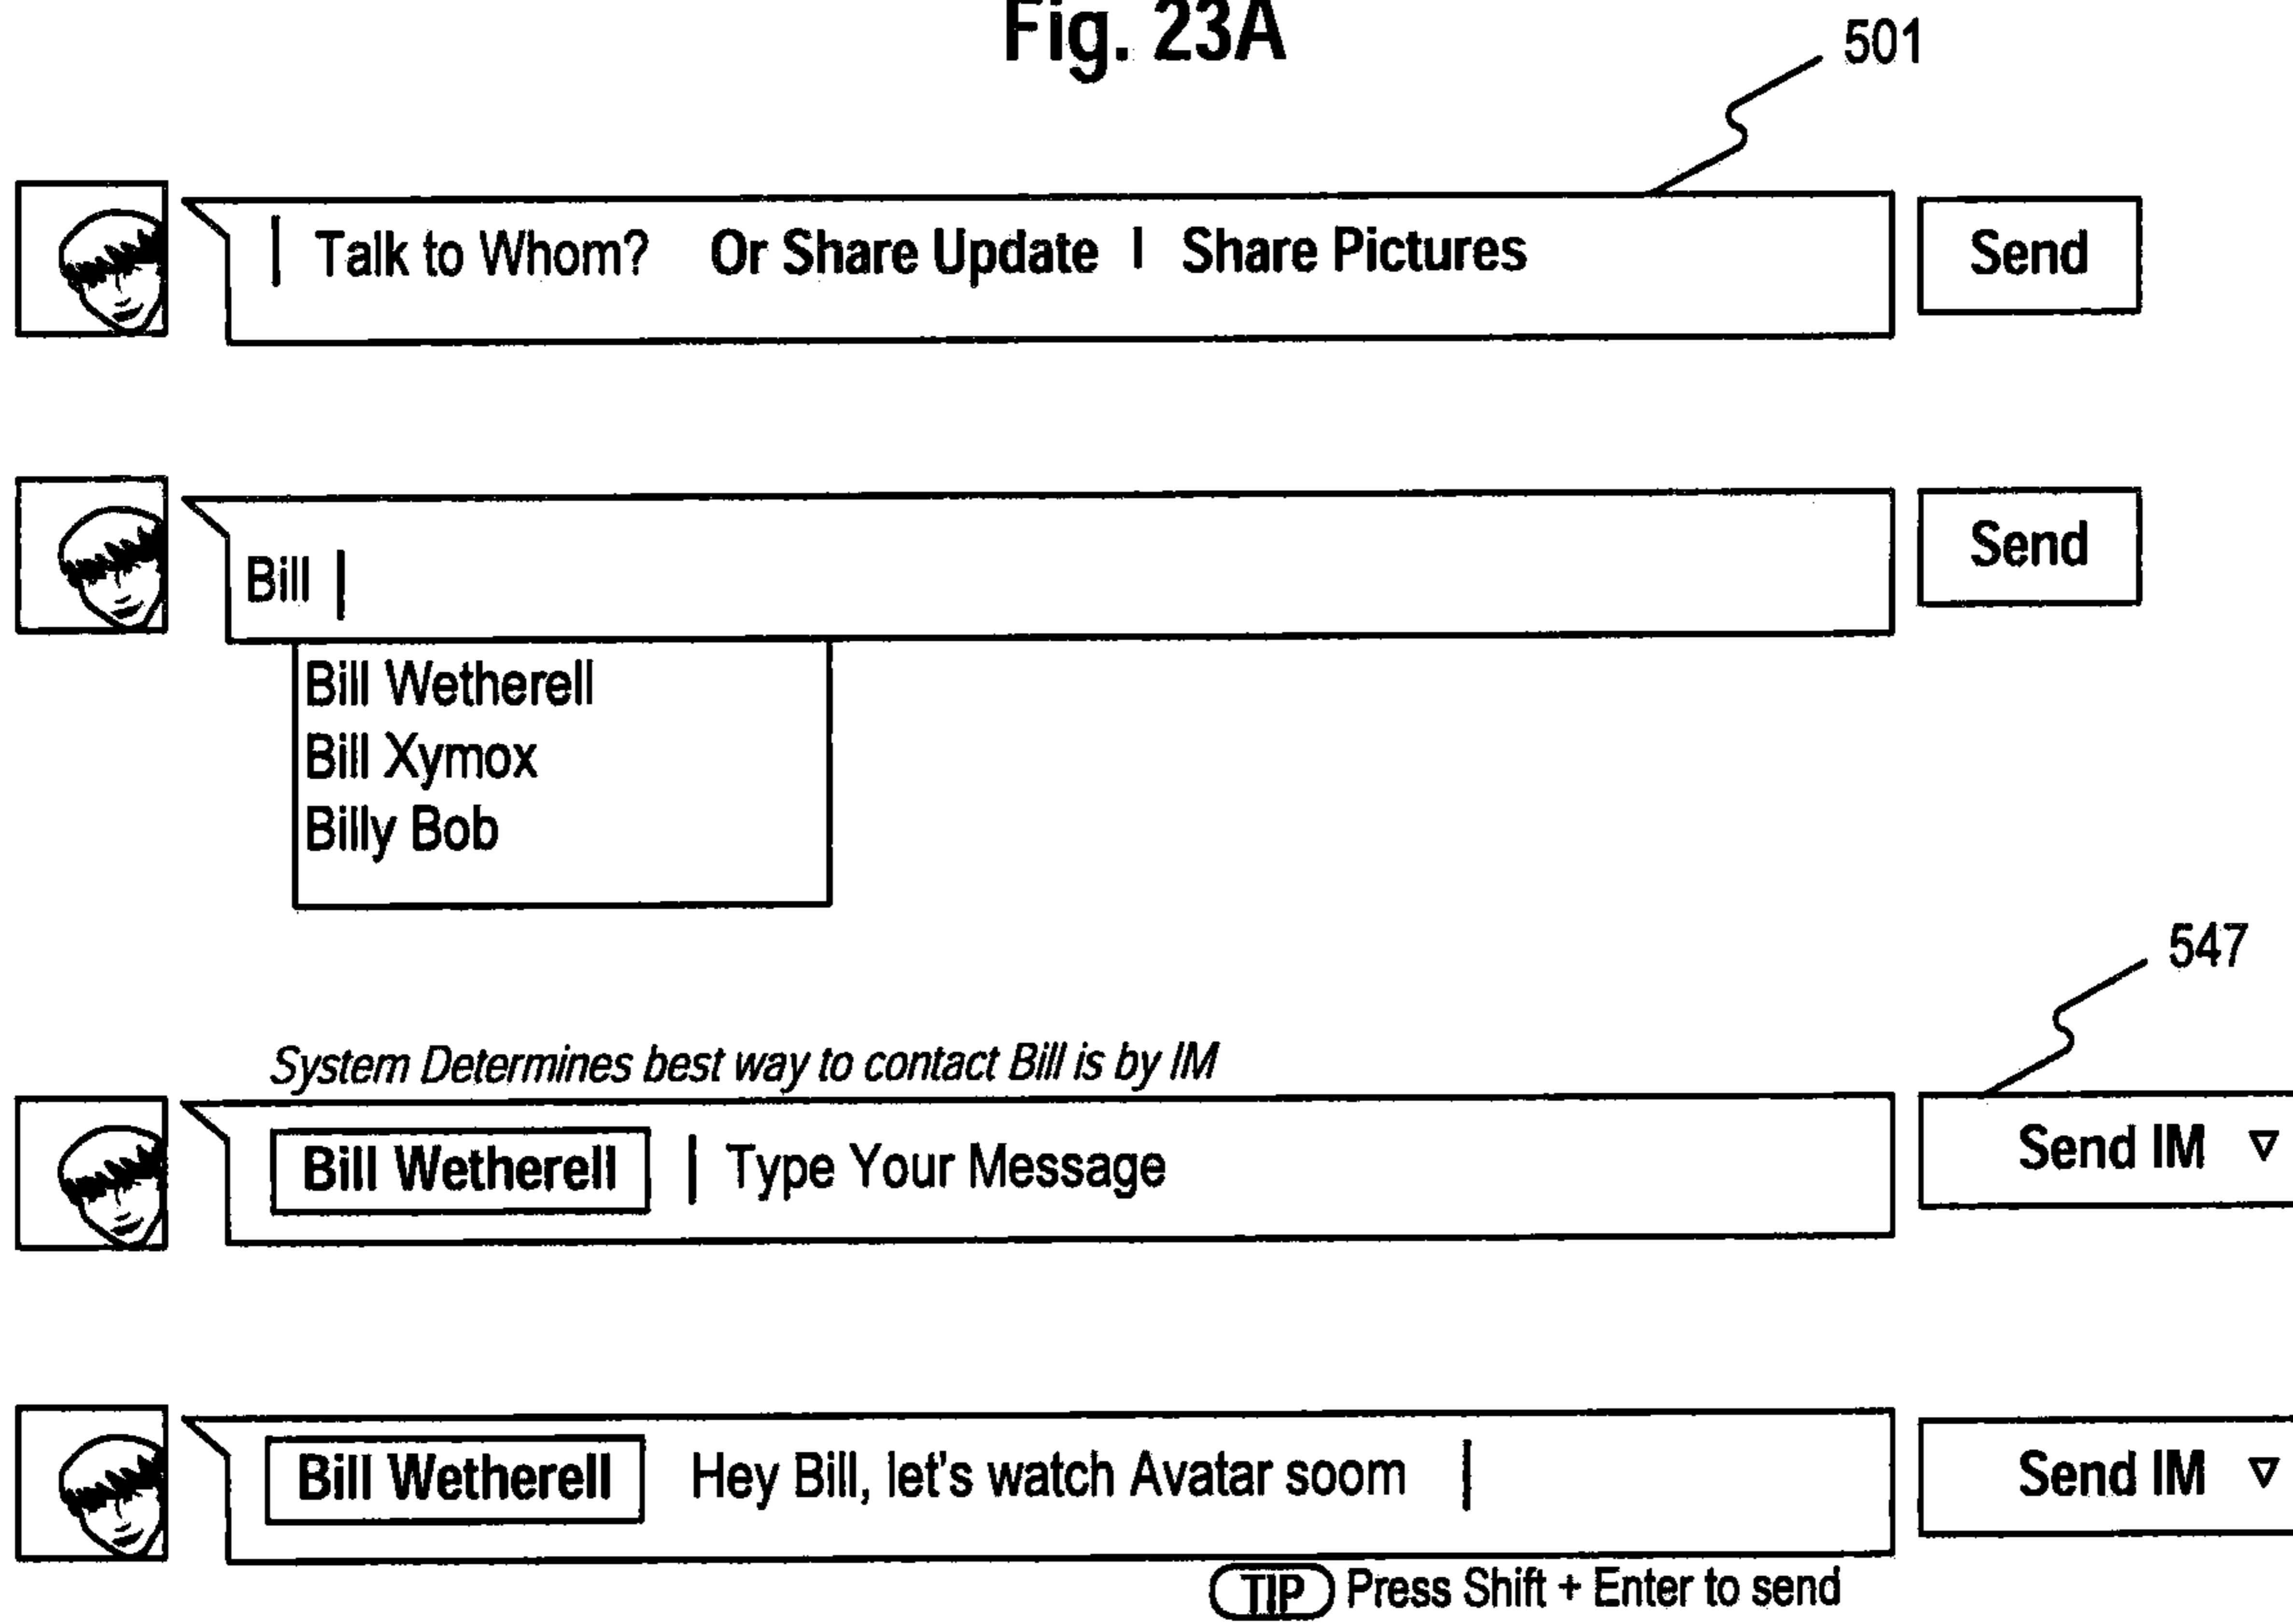 Fig. 23A
501
Talk to Whom? Or Share Update | Share Pictures
Send
Bill
Send
Bill Wetherell
Bill Xymox
Billy Bob
547
System Determines best way to contact Bill is by IM
Bill Wetherell Type Your Message
Send IM
Bill Wetherell Hey Bill, let's watch Avatar soom
Send IM
TIP Press Shift + Enter to send